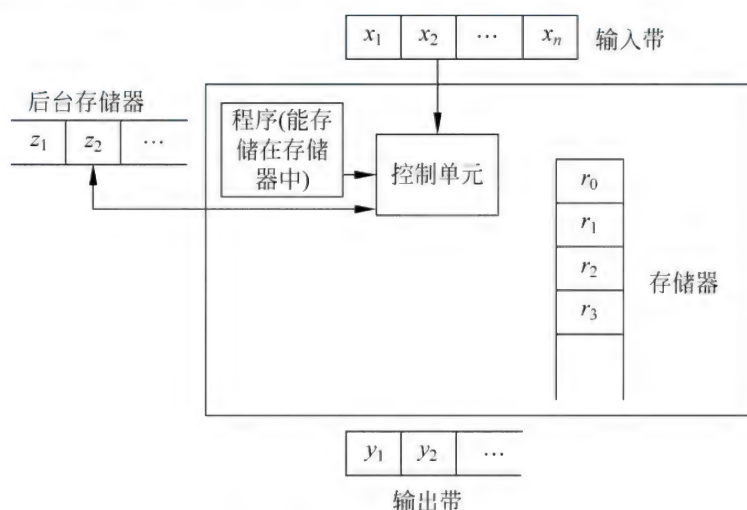 x1 x2 … xn 输入带
后台存储器
z1 z2 …
程序(能存
储在存储
器中)
控制单元
r0
r1
r2
r3
存储器
y1 y2 …
输出带